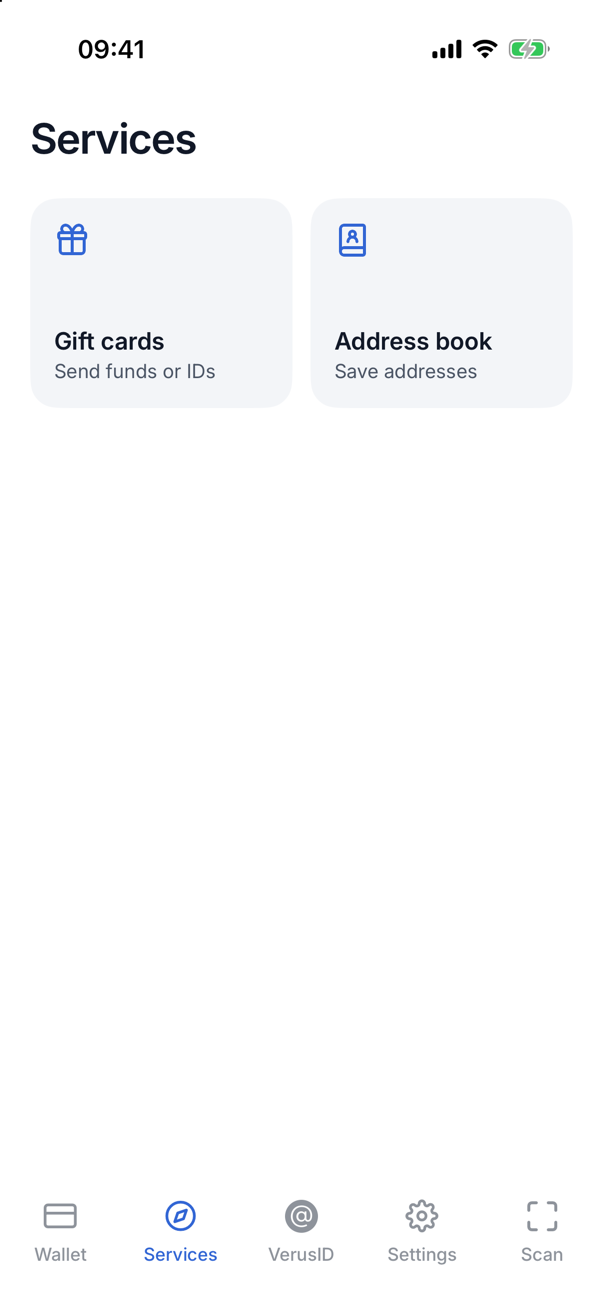 09:41
Services
Gift cards
Send funds or IDs
Address book
Save addresses
Wallet
Services
VerusID
Settings
Scan